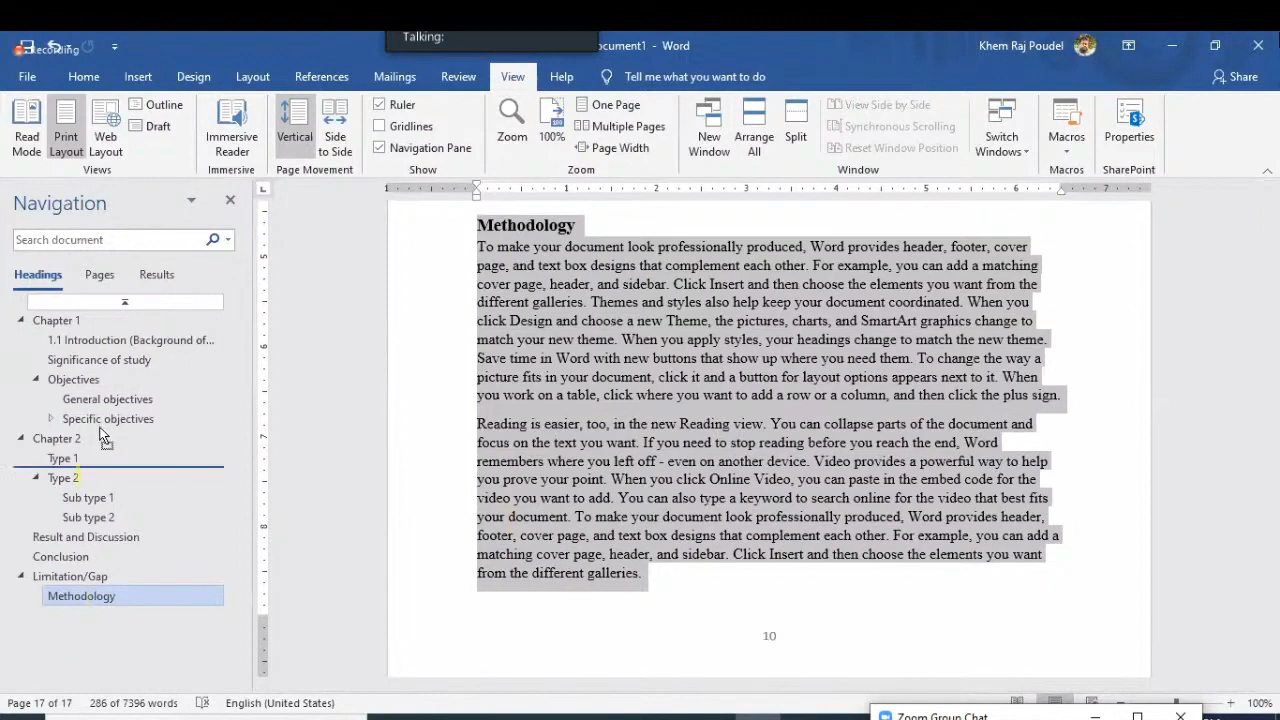 Talking:
Recording
ocument1 - Word
Khem Raj Poudel
File Home Insert Design Layout References Mailings Review View Help Tell me what you want to do Share
Read Mode
Print Layout
Web Layout
Outline
Draft
Views
Immersive Reader
Immersive
Vertical
Side to Side
Page Movement
Ruler
Gridlines
Navigation Pane
Show
Zoom
100%
One Page
Multiple Pages
Page Width
Zoom
New Window
Arrange All
Split
View Side by Side
Synchronous Scrolling
Reset Window Position
Window
Switch Windows
Macros
Macros
Properties
SharePoint
Navigation
Search document
Headings Pages Results
Chapter 1
1.1 Introduction (Background of...
Significance of study
Objectives
General objectives
Specific objectives
Chapter 2
Type 1
Type 2
Sub type 1
Sub type 2
Result and Discussion
Conclusion
Limitation/Gap
Methodology
1 1 2 3 4 5 6 7
5
6
7
8
Methodology
To make your document look professionally produced, Word provides header, footer, cover
page, and text box designs that complement each other. For example, you can add a matching
cover page, header, and sidebar. Click Insert and then choose the elements you want from the
different galleries. Themes and styles also help keep your document coordinated. When you
click Design and choose a new Theme, the pictures, charts, and SmartArt graphics change to
match your new theme. When you apply styles, your headings change to match the new theme.
Save time in Word with new buttons that show up where you need them. To change the way a
picture fits in your document, click it and a button for layout options appears next to it. When
you work on a table, click where you want to add a row or a column, and then click the plus sign.
Reading is easier, too, in the new Reading view. You can collapse parts of the document and
focus on the text you want. If you need to stop reading before you reach the end, Word
remembers where you left off - even on another device. Video provides a powerful way to help
you prove your point. When you click Online Video, you can paste in the embed code for the
video you want to add. You can also type a keyword to search online for the video that best fits
your document. To make your document look professionally produced, Word provides header,
footer, cover page, and text box designs that complement each other. For example, you can add a
matching cover page, header, and sidebar. Click Insert and then choose the elements you want
from the different galleries.
10
Page 17 of 17 286 of 7396 words English (United States) 100%
Zoom Group Chat